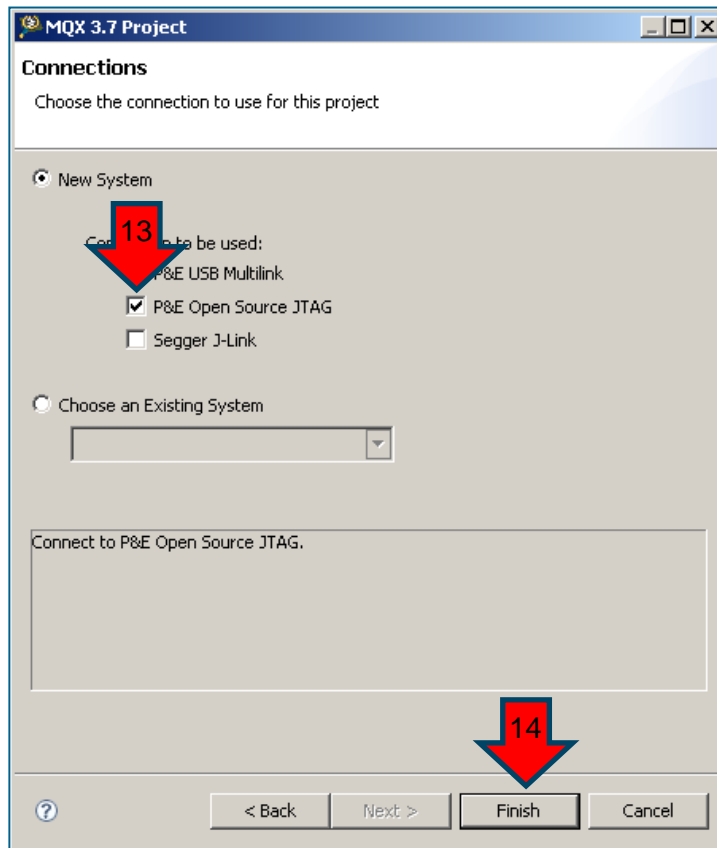 MQX 3.7 Project
Connections
Choose the connection to use for this project
New System
13
to be used:
P&E USB Multilink
P&E Open Source JTAG
Segger J-Link
Choose an Existing System
Connect to P&E Open Source JTAG.
14
?
< Back Next > Finish Cancel